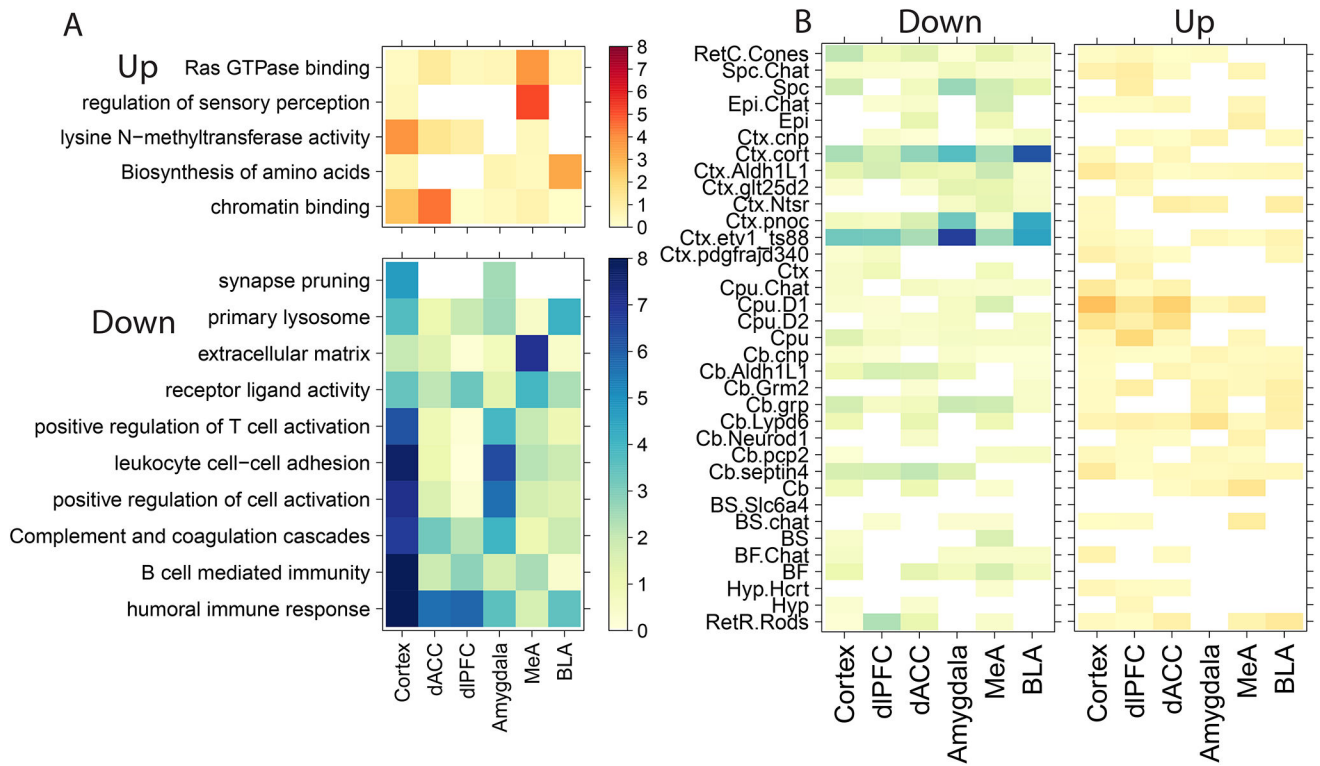 A
B
Down
Up
Up
Ras GTPase binding
regulation of sensory perception
lysine N−methyltransferase activity
Biosynthesis of amino acids
chromatin binding
8
7
6
5
4
3
2
1
0
Down
synapse pruning
primary lysosome
extracellular matrix
receptor ligand activity
positive regulation of T cell activation
leukocyte cell−cell adhesion
positive regulation of cell activation
Complement and coagulation cascades
B cell mediated immunity
humoral immune response
8
7
6
5
4
3
2
1
0
Cortex
dACC
dlPFC
Amygdala
MeA
BLA
RetC.Cones
Spc.Chat
Spc
Epi.Chat
Epi
Ctx.cnp
Ctx.cort
Ctx.Aldh1L1
Ctx.glt25d2
Ctx.Ntsr
Ctx.pnoc
Ctx.etv1_ts88
Ctx.pdgfrajd340
Ctx
Cpu.Chat
Cpu.D1
Cpu.D2
Cpu
Cb.cnp
Cb.Aldh1L1
Cb.Grm2
Cb.grp
Cb.Lypd6
Cb.Neurod1
Cb.pcp2
Cb.septin4
Cb
BS.Slc6a4
BS.chat
BS
BF.Chat
BF
Hyp.Hcrt
Hyp
RetR.Rods
Cortex
dlPFC
dACC
Amygdala
MeA
BLA
Cortex
dlPFC
dACC
Amygdala
MeA
BLA